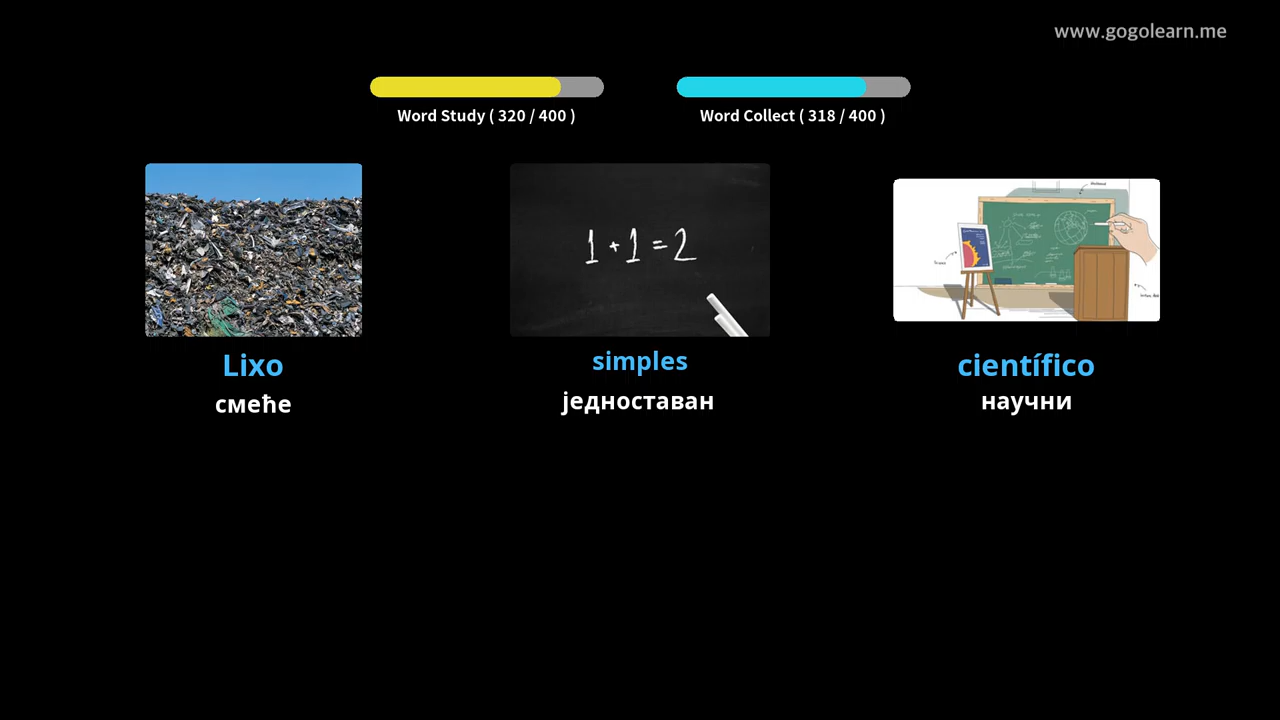 www.gogolearn.me
Word Study ( 320 / 400 )
Word Collect ( 318 / 400 )
1 + 1 = 2
Lixo
simples
científico
смеће
једноставан
научни